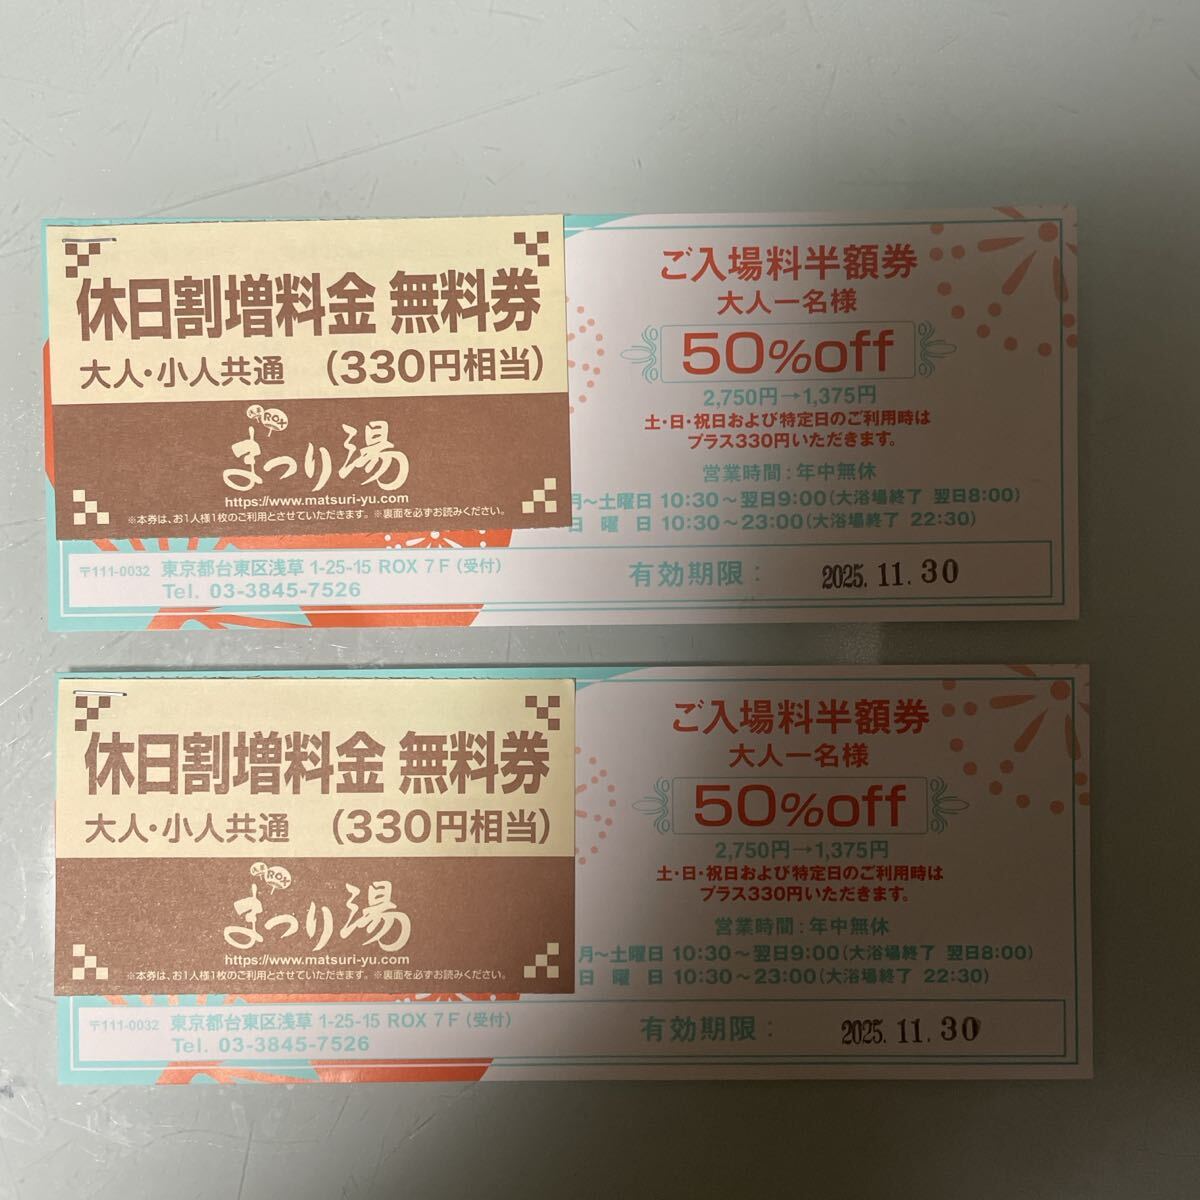 休日割増料金 無料券
大人・小人共通 (330円相当)
浅草 ROX
まつり湯
https://www.matsuri-yu.com
※本券は、お1人様1枚のご利用とさせていただきます。※裏面を必ずお読みください。
ご入場料半額券
大人一名様
50%off
2,750円→1,375円
土・日・祝日および特定日のご利用時は
プラス330円いただきます。
営業時間:年中無休
月～土曜日 10:30～翌日9:00(大浴場終了 翌日8:00)
日 曜 日 10:30～23:00(大浴場終了 22:30)
〒111-0032 東京都台東区浅草 1-25-15 ROX 7F(受付)
Tel. 03-3845-7526
有効期限: 2025.11.30
休日割増料金 無料券
大人・小人共通 (330円相当)
浅草 ROX
まつり湯
https://www.matsuri-yu.com
※本券は、お1人様1枚のご利用とさせていただきます。※裏面を必ずお読みください。
ご入場料半額券
大人一名様
50%off
2,750円→1,375円
土・日・祝日および特定日のご利用時は
プラス330円いただきます。
営業時間:年中無休
月～土曜日 10:30～翌日9:00(大浴場終了 翌日8:00)
日 曜 日 10:30～23:00(大浴場終了 22:30)
〒111-0032 東京都台東区浅草 1-25-15 ROX 7F(受付)
Tel. 03-3845-7526
有効期限: 2025.11.30